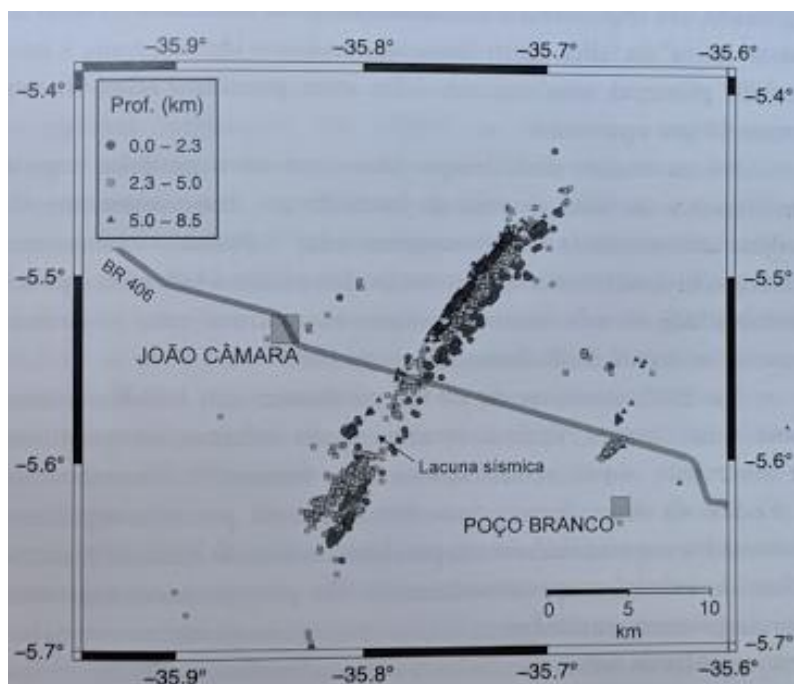 −35.9° −35.8° −35.7° −35.6°
−5.4° −5.4°
Prof. (km)
0.0 – 2.3
2.3 – 5.0
5.0 – 8.5
−5.5° −5.5°
BR 406
JOÃO CÂMARA
Lacuna sísmica
−5.6° −5.6°
POÇO BRANCO
0 5 10
km
−5.7° −5.7°
−35.9° −35.8° −35.7° −35.6°